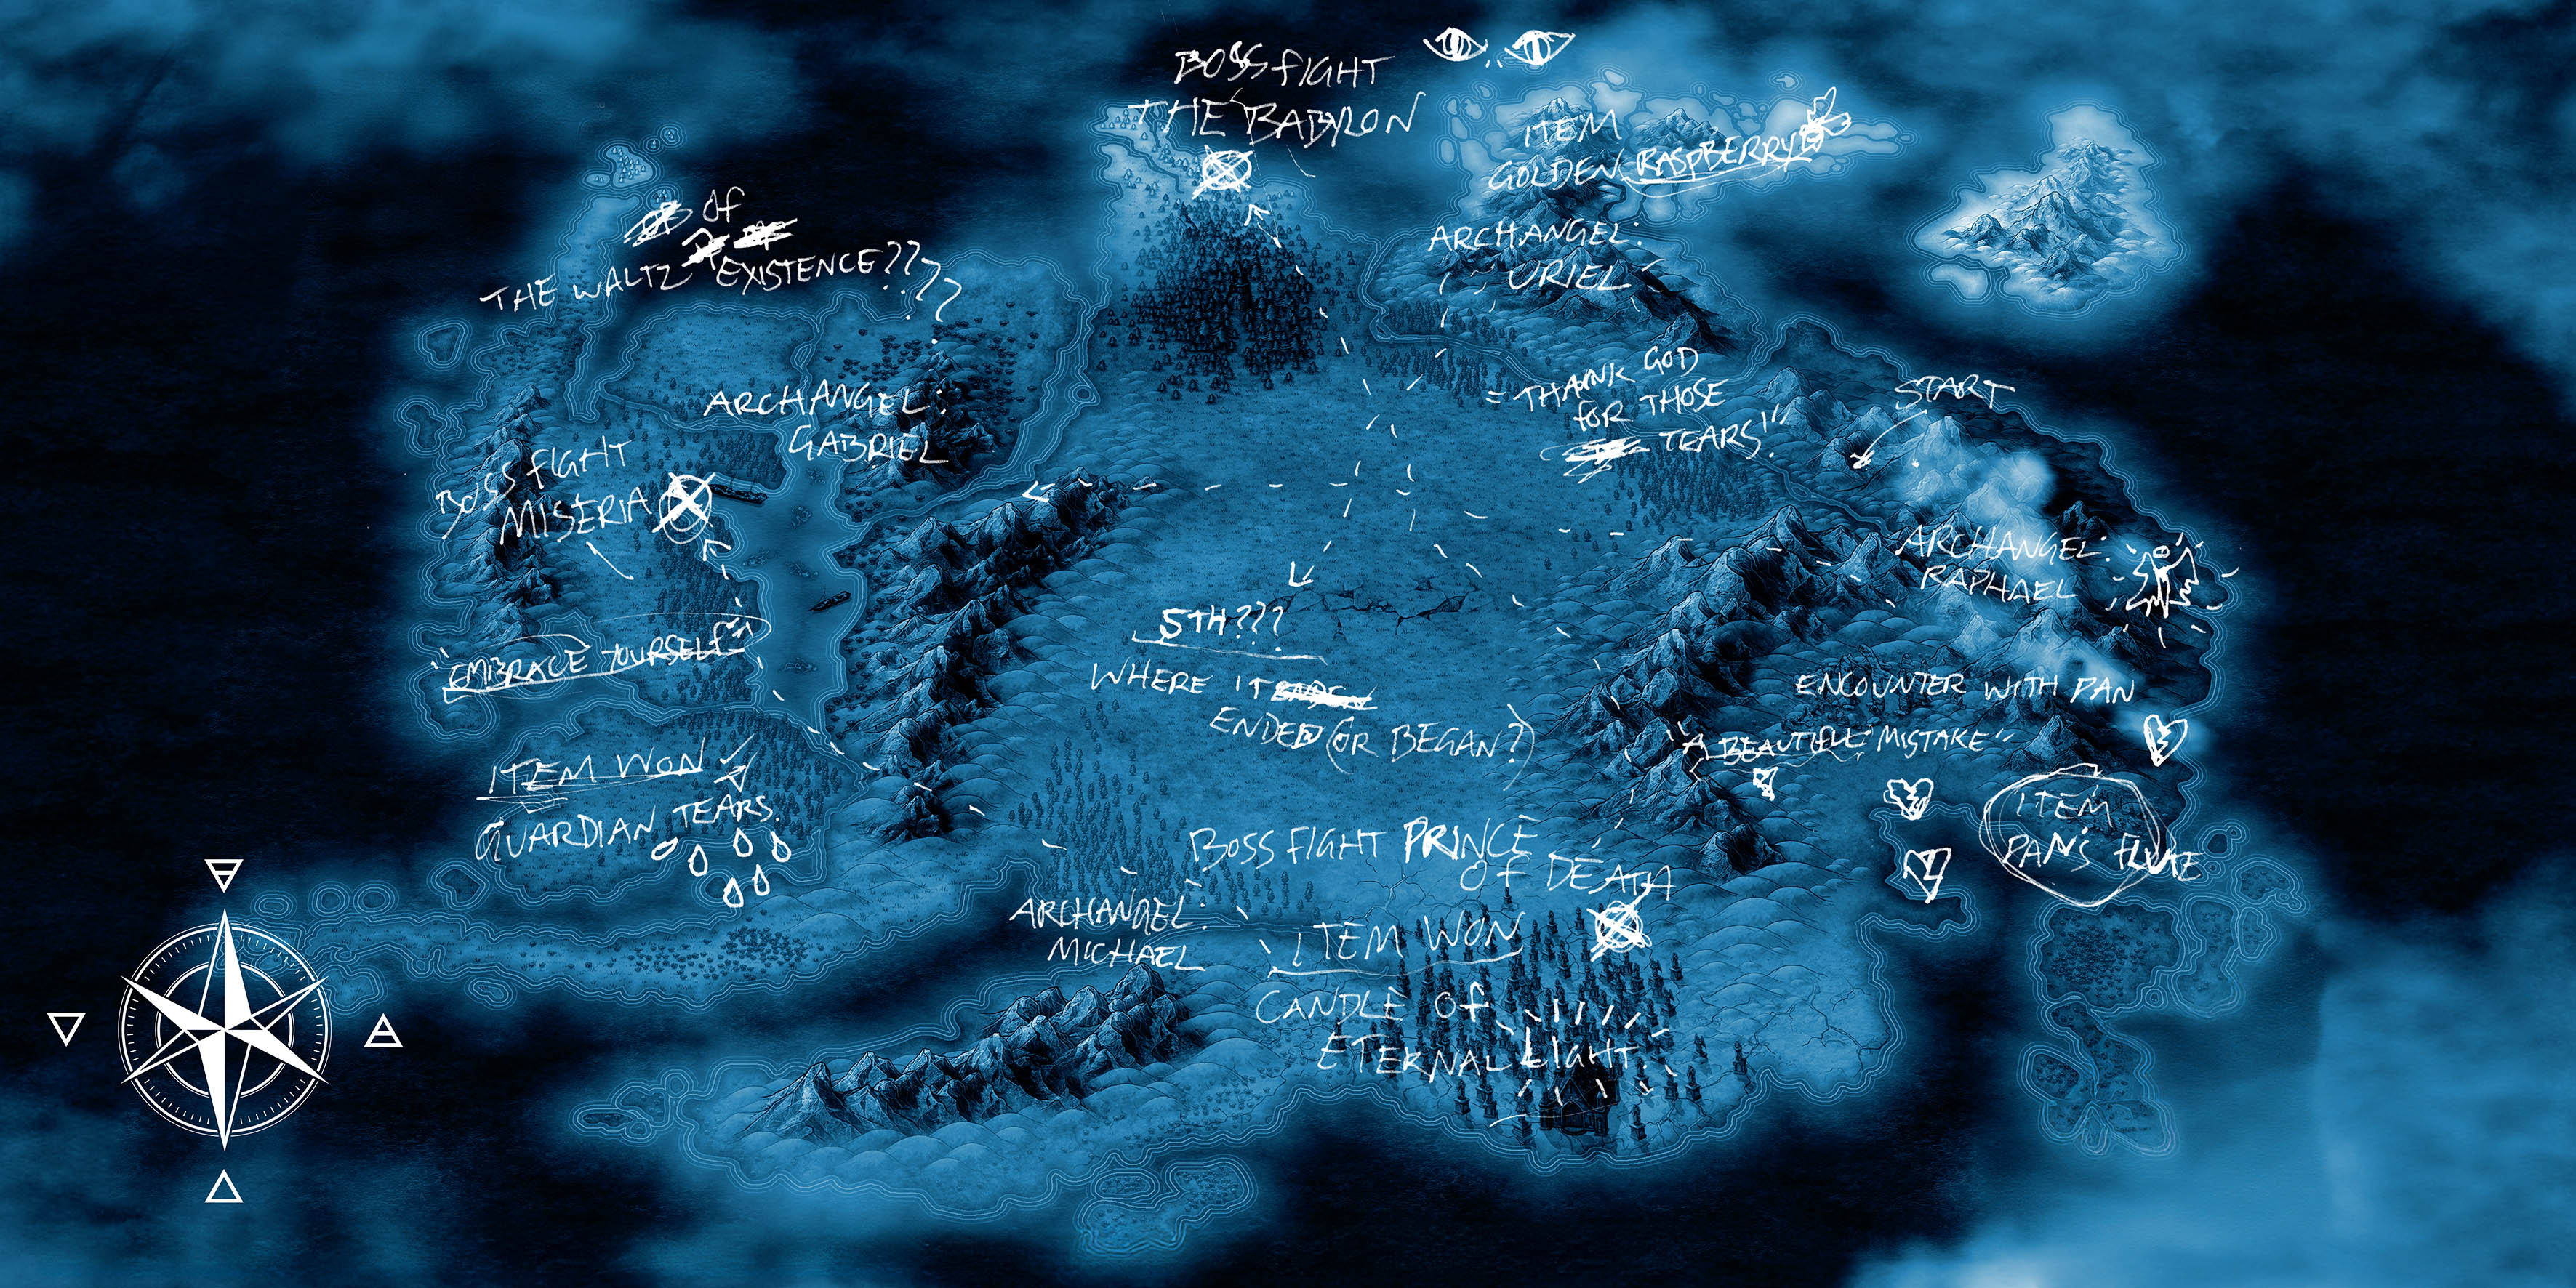 BOSS FIGHT
THE BABYLON
ITEM
GOLDEN RASPBERRY
ARCHANGEL:
URIEL
OF
THE WALTZ EXISTENCE????
ARCHANGEL:
GABRIEL
BOSS FIGHT
MISERIA
"EMBRACE YOURSELF"
ITEM WON
GUARDIAN TEARS.
= THANK GOD
FOR THOSE
TEARS!"
START
ARCHANGEL:
RAPHAEL
ENCOUNTER WITH PAN
"A BEAUTIFUL MISTAKE"
ITEM
PAN'S FLUTE
5TH???
WHERE IT
ENDED (OR BEGAN?)
BOSS FIGHT PRINCE
OF DEATH
ARCHANGEL:
MICHAEL
ITEM WON
CANDLE OF
ETERNAL LIGHT.